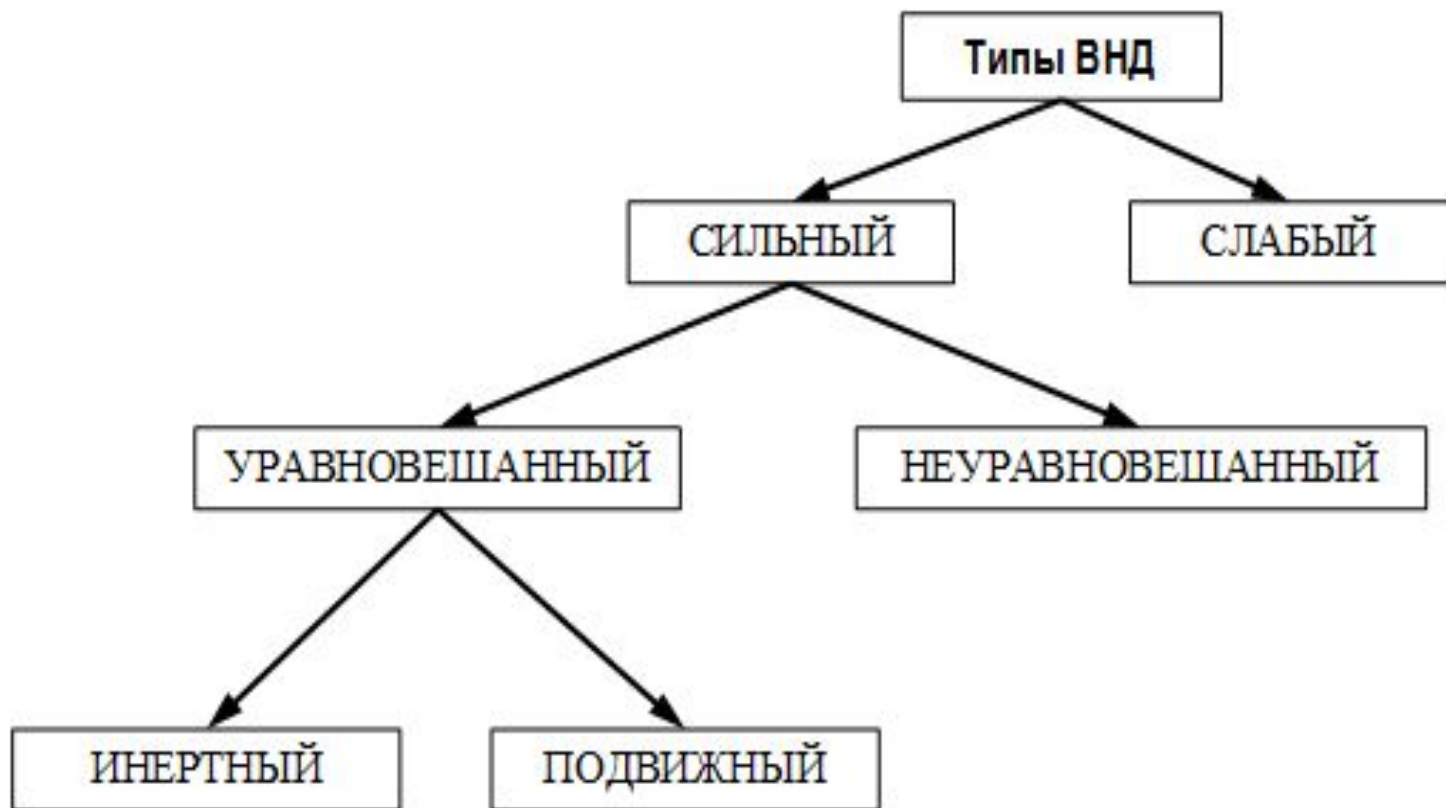 Типы ВНД
СИЛЬНЫЙ
СЛАБЫЙ
УРАВНОВЕШАННЫЙ
НЕУРАВНОВЕШАННЫЙ
ИНЕРТНЫЙ
ПОДВИЖНЫЙ